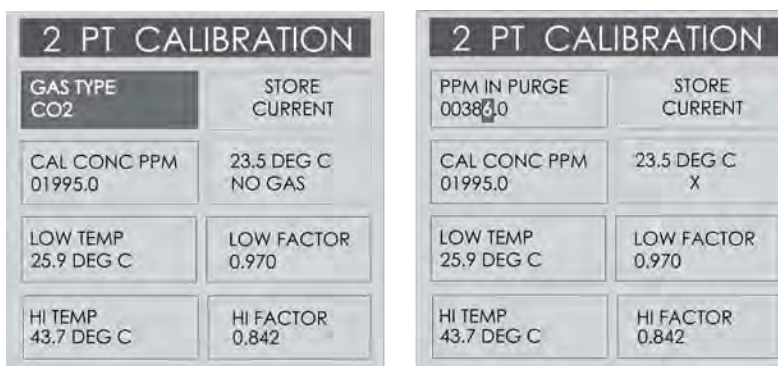 2 PT CALIBRATION
GAS TYPE
CO2
STORE
CURRENT
CAL CONC PPM
01995.0
23.5 DEG C
NO GAS
LOW TEMP
25.9 DEG C
LOW FACTOR
0.970
HI TEMP
43.7 DEG C
HI FACTOR
0.842
2 PT CALIBRATION
PPM IN PURGE
00386.0
STORE
CURRENT
CAL CONC PPM
01995.0
23.5 DEG C
X
LOW TEMP
25.9 DEG C
LOW FACTOR
0.970
HI TEMP
43.7 DEG C
HI FACTOR
0.842